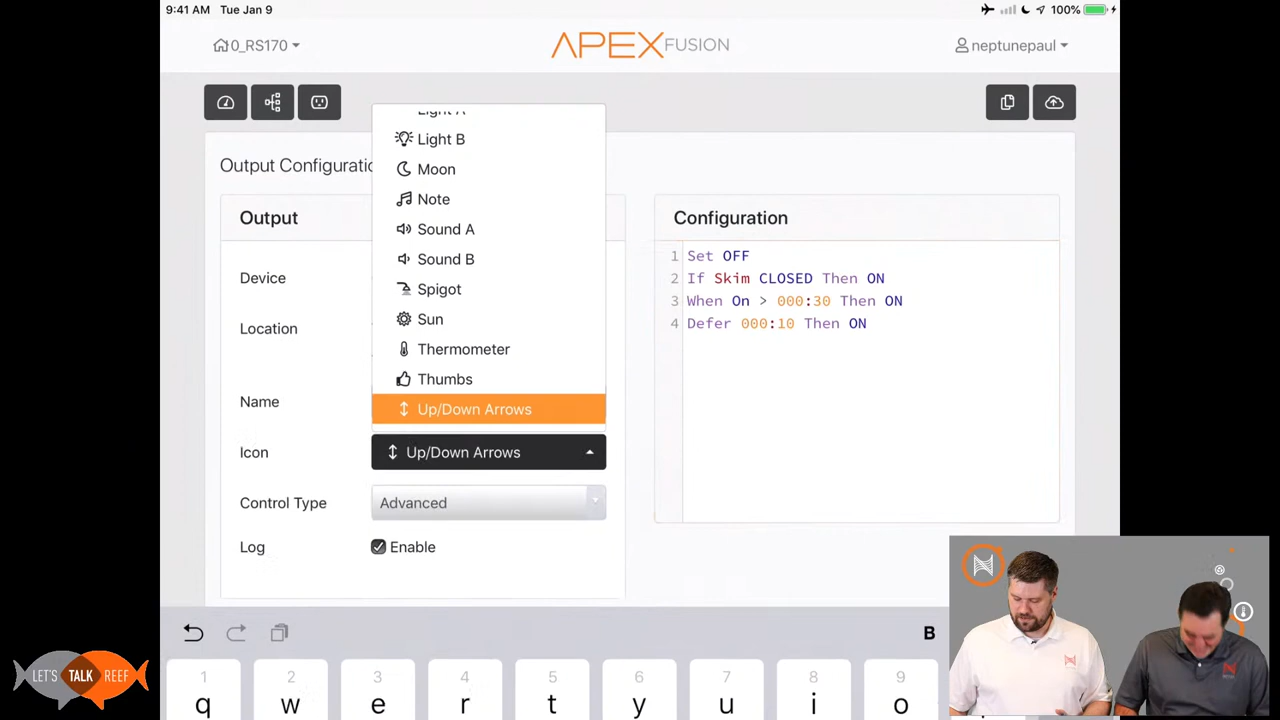 9:41 AM Tue Jan 9 100%
0_RS170
APEX FUSION
neptunepaul
Output Configuratio
Output
Device
Location
Name
Icon
Control Type
Log
Light A
Light B
Moon
Note
Sound A
Sound B
Spigot
Sun
Thermometer
Thumbs
Up/Down Arrows
Up/Down Arrows
Advanced
Enable
Configuration
1 Set OFF
2 If Skim CLOSED Then ON
3 When On > 000:30 Then ON
4 Defer 000:10 Then ON
B
1 2 3 4 5 6 7 8 9
q w e r t y u i o
LET'S TALK REEF